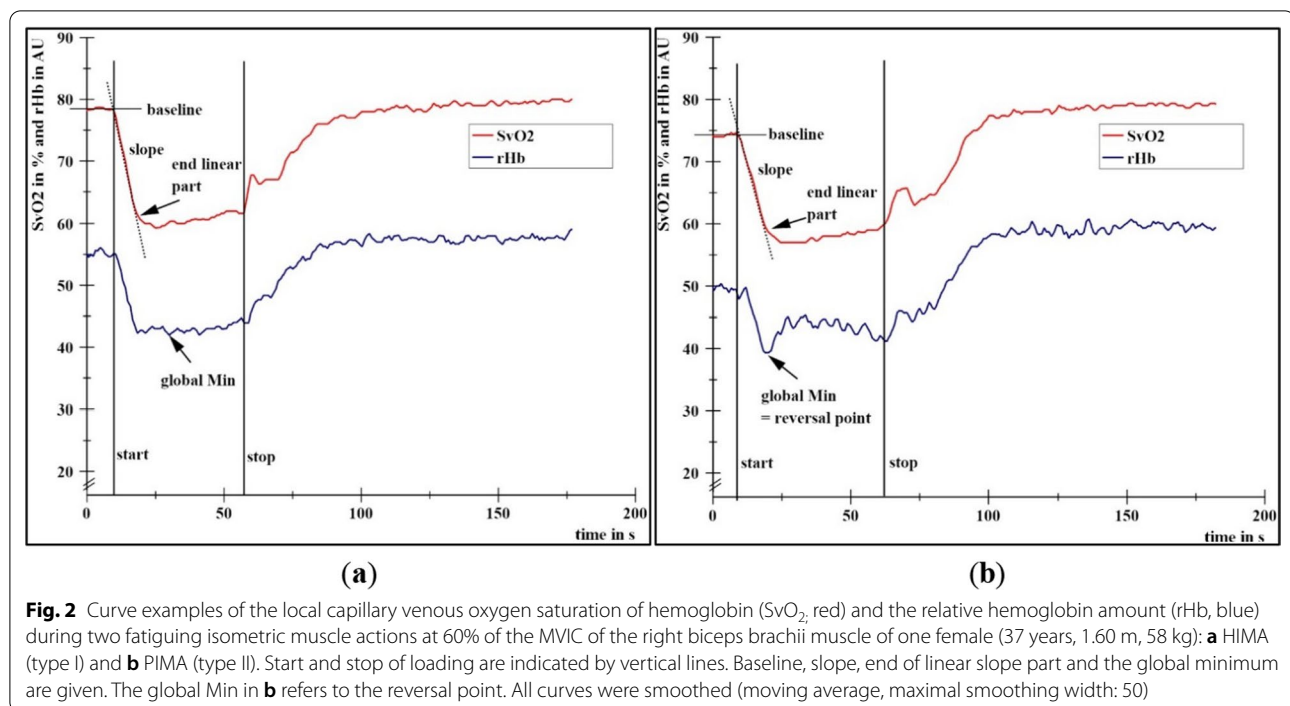 90
80
70
60
50
40
30
20
SvO2 in % and rHb in AU
baseline
slope
end linear
part
SvO2
rHb
global Min
start
stop
0
50
100
150
200
time in s
(a)
90
80
70
60
50
40
30
20
SvO2 in % and rHb in AU
baseline
slope
end linear
part
SvO2
rHb
global Min
= reversal point
start
stop
0
50
100
150
200
time in s
(b)
Fig. 2 Curve examples of the local capillary venous oxygen saturation of hemoglobin (SvO2; red) and the relative hemoglobin amount (rHb, blue)
during two fatiguing isometric muscle actions at 60% of the MVIC of the right biceps brachii muscle of one female (37 years, 1.60 m, 58 kg): a HIMA
(type I) and b PIMA (type II). Start and stop of loading are indicated by vertical lines. Baseline, slope, end of linear slope part and the global minimum
are given. The global Min in b refers to the reversal point. All curves were smoothed (moving average, maximal smoothing width: 50)